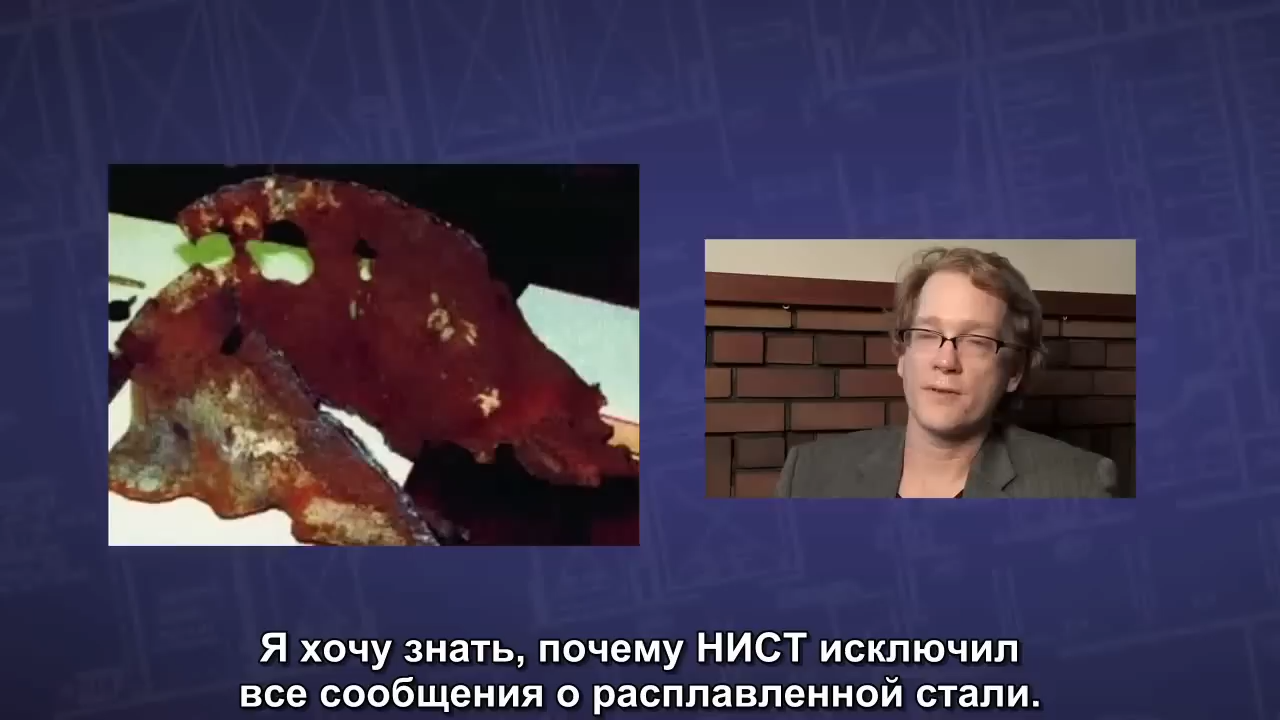 Я хочу знать, почему НИСТ исключил
все сообщения о расплавленной стали.